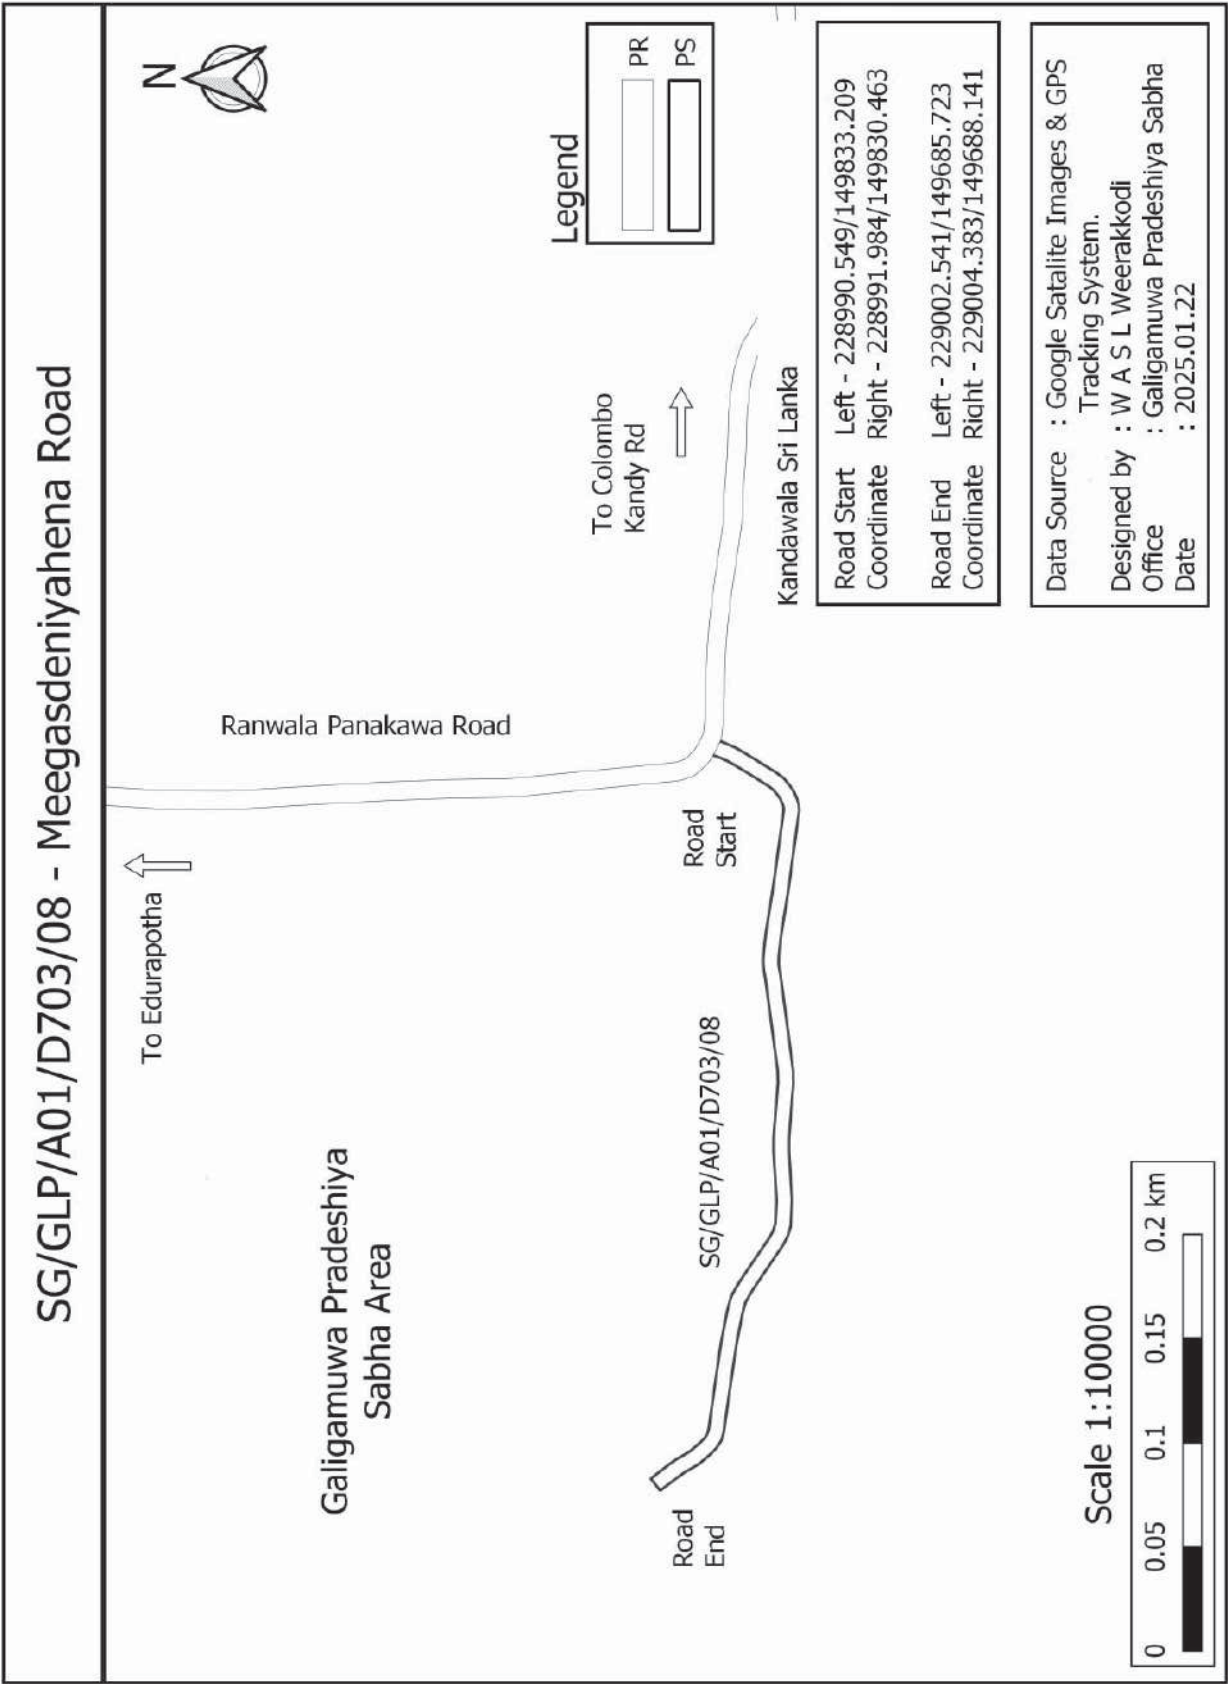 SG/GLP/A01/D703/08 - Meegasdeniyahena Road
N
To Edurapotha
Ranwala Panakawa Road
Galigamuwa Pradeshiya
Sabha Area
Legend
PR
PS
To Colombo
Kandy Rd
Road
Start
SG/GLP/A01/D703/08
Road
End
Kandawala Sri Lanka
Road Start Left - 228990.549/149833.209
Coordinate Right - 228991.984/149830.463
Road End Left - 229002.541/149685.723
Coordinate Right - 229004.383/149688.141
Data Source : Google Satalite Images & GPS
Tracking System.
Designed by : W A S L Weerakkodi
Office : Galigamuwa Pradeshiya Sabha
Date : 2025.01.22
Scale 1:10000
0 0.05 0.1 0.15 0.2 km